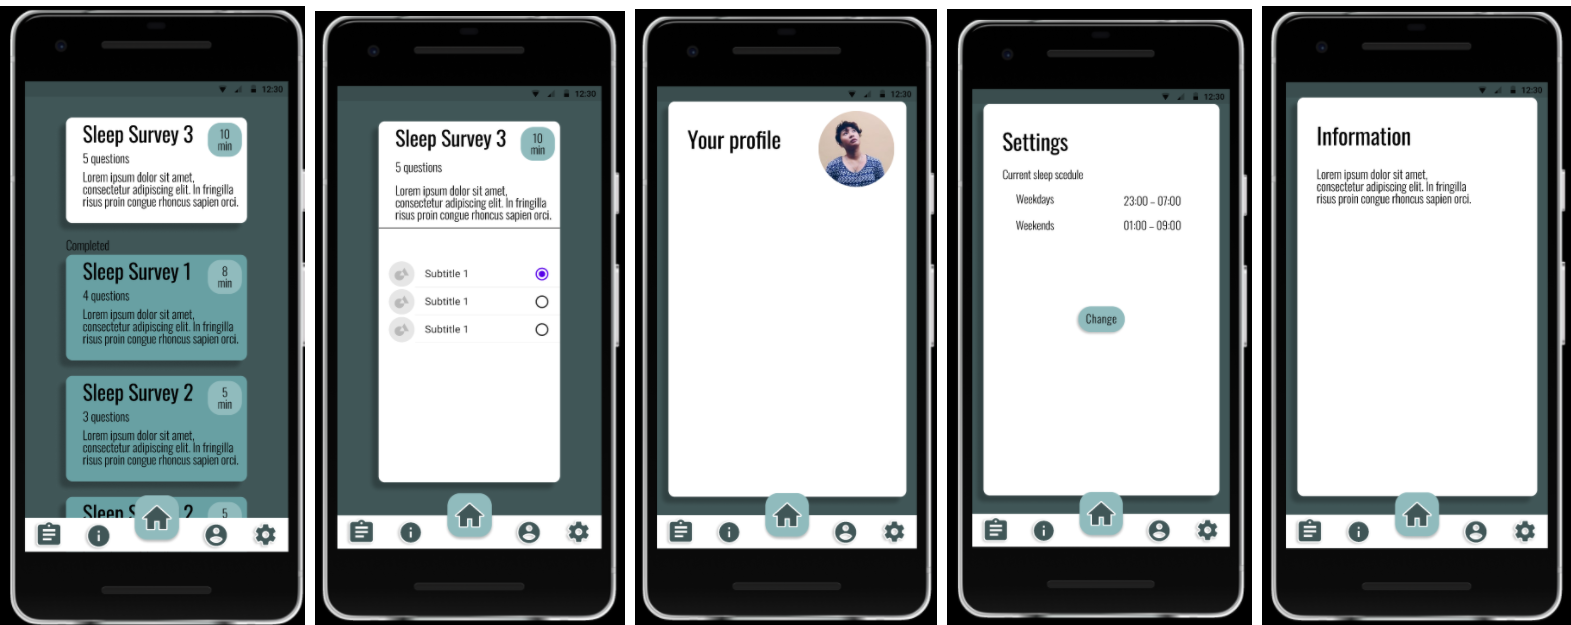 12:30
Sleep Survey 3
10
min
5 questions
Lorem ipsum dolor sit amet,
consectetur adipiscing elit. In fringilla
risus proin congue rhoncus sapien orci.
Completed
Sleep Survey 1
8
min
4 questions
Lorem ipsum dolor sit amet,
consectetur adipiscing elit. In fringilla
risus proin congue rhoncus sapien orci.
Sleep Survey 2
5
min
3 questions
Lorem ipsum dolor sit amet,
consectetur adipiscing elit. In fringilla
risus proin congue rhoncus sapien orci.
Sleep S 2
5
12:30
Sleep Survey 3
10
min
5 questions
Lorem ipsum dolor sit amet,
consectetur adipiscing elit. In fringilla
risus proin congue rhoncus sapien orci.
Subtitle 1
Subtitle 1
Subtitle 1
12:30
Your profile
12:30
Settings
Current sleep scedule
Weekdays 23:00 – 07:00
Weekends 01:00 – 09:00
Change
12:30
Information
Lorem ipsum dolor sit amet,
consectetur adipiscing elit. In fringilla
risus proin congue rhoncus sapien orci.